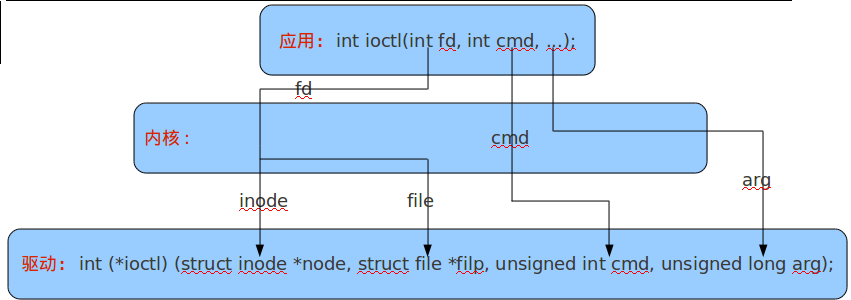 应用：int ioctl(int fd, int cmd, ...);
fd
内核：
cmd
arg
inode
file
驱动：int (*ioctl) (struct inode *node, struct file *filp, unsigned int cmd, unsigned long arg);